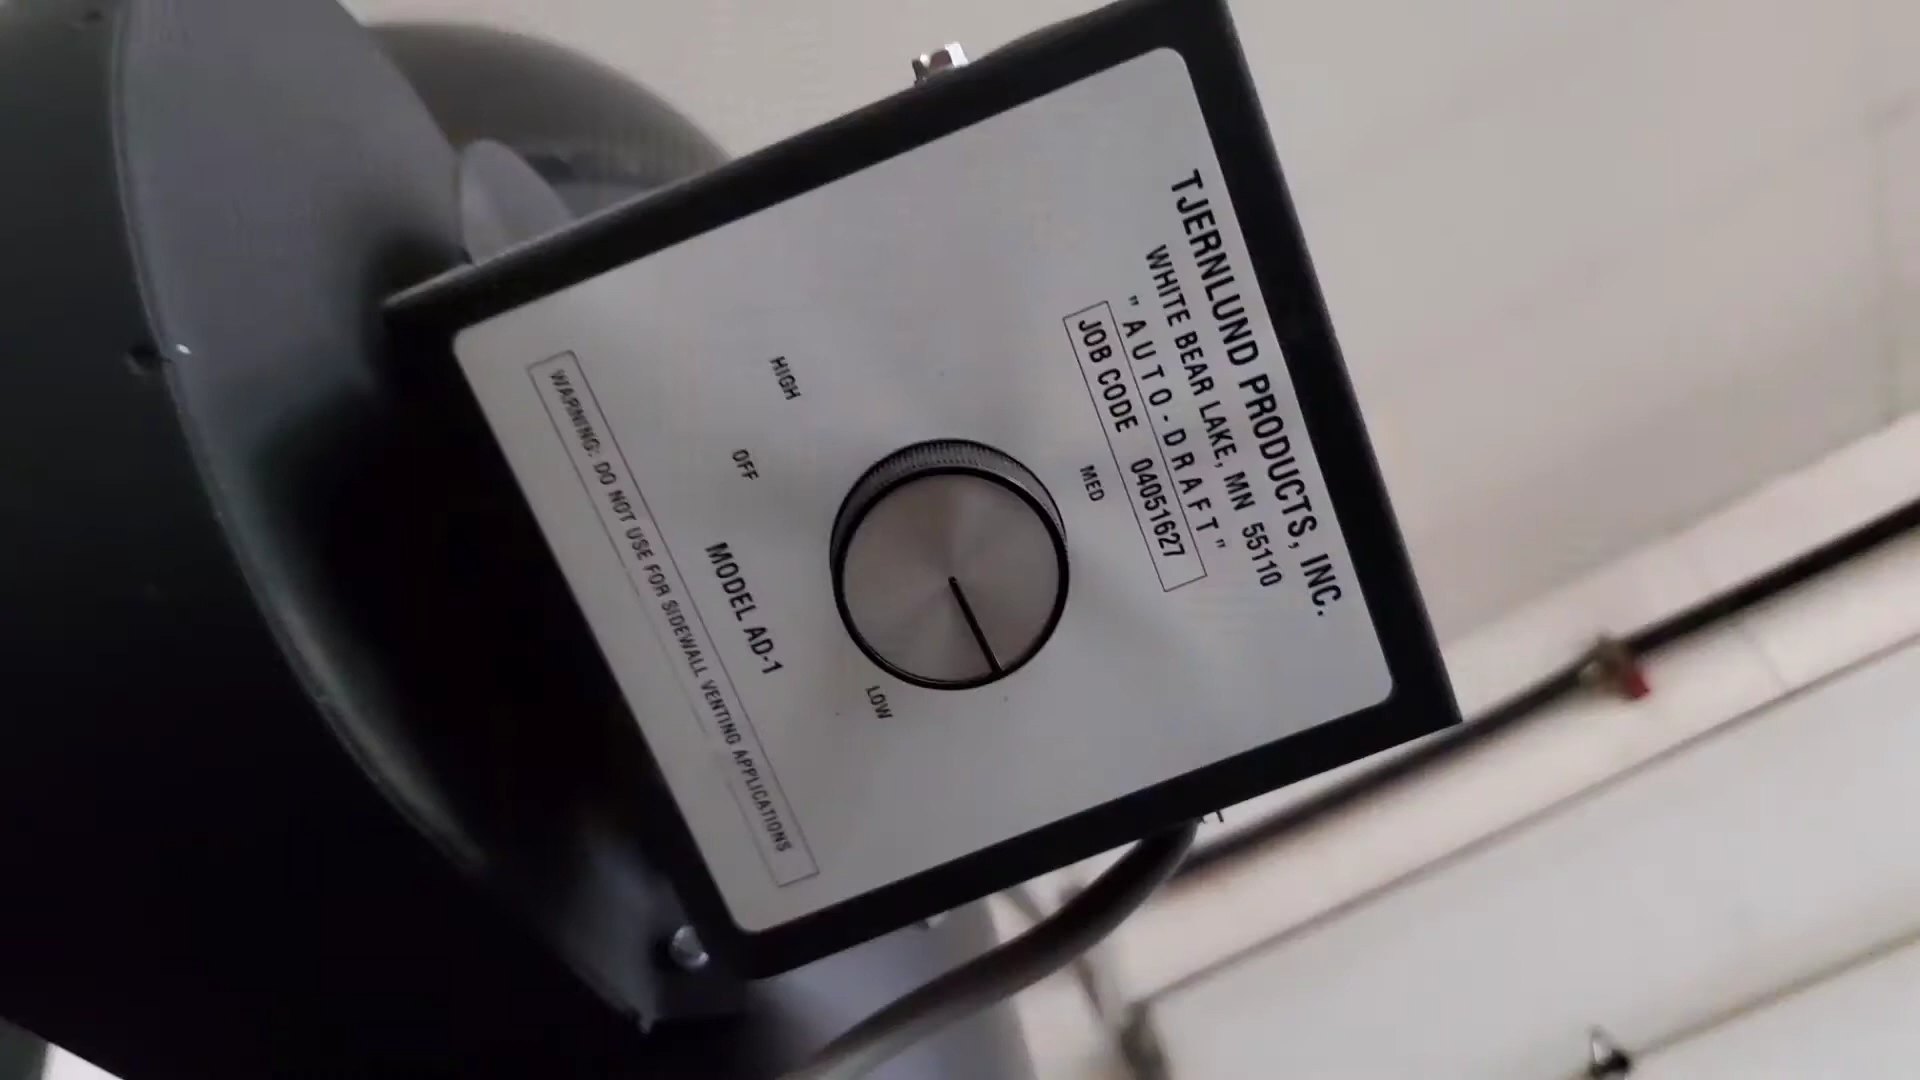 TJERNLUND PRODUCTS, INC.
WHITE BEAR LAKE, MN 55110
"AUTO-DRAFT"
JOB CODE 04051627
MED
HIGH
OFF
LOW
MODEL AD-1
WARNING: DO NOT USE FOR SIDEWALL VENTING APPLICATIONS